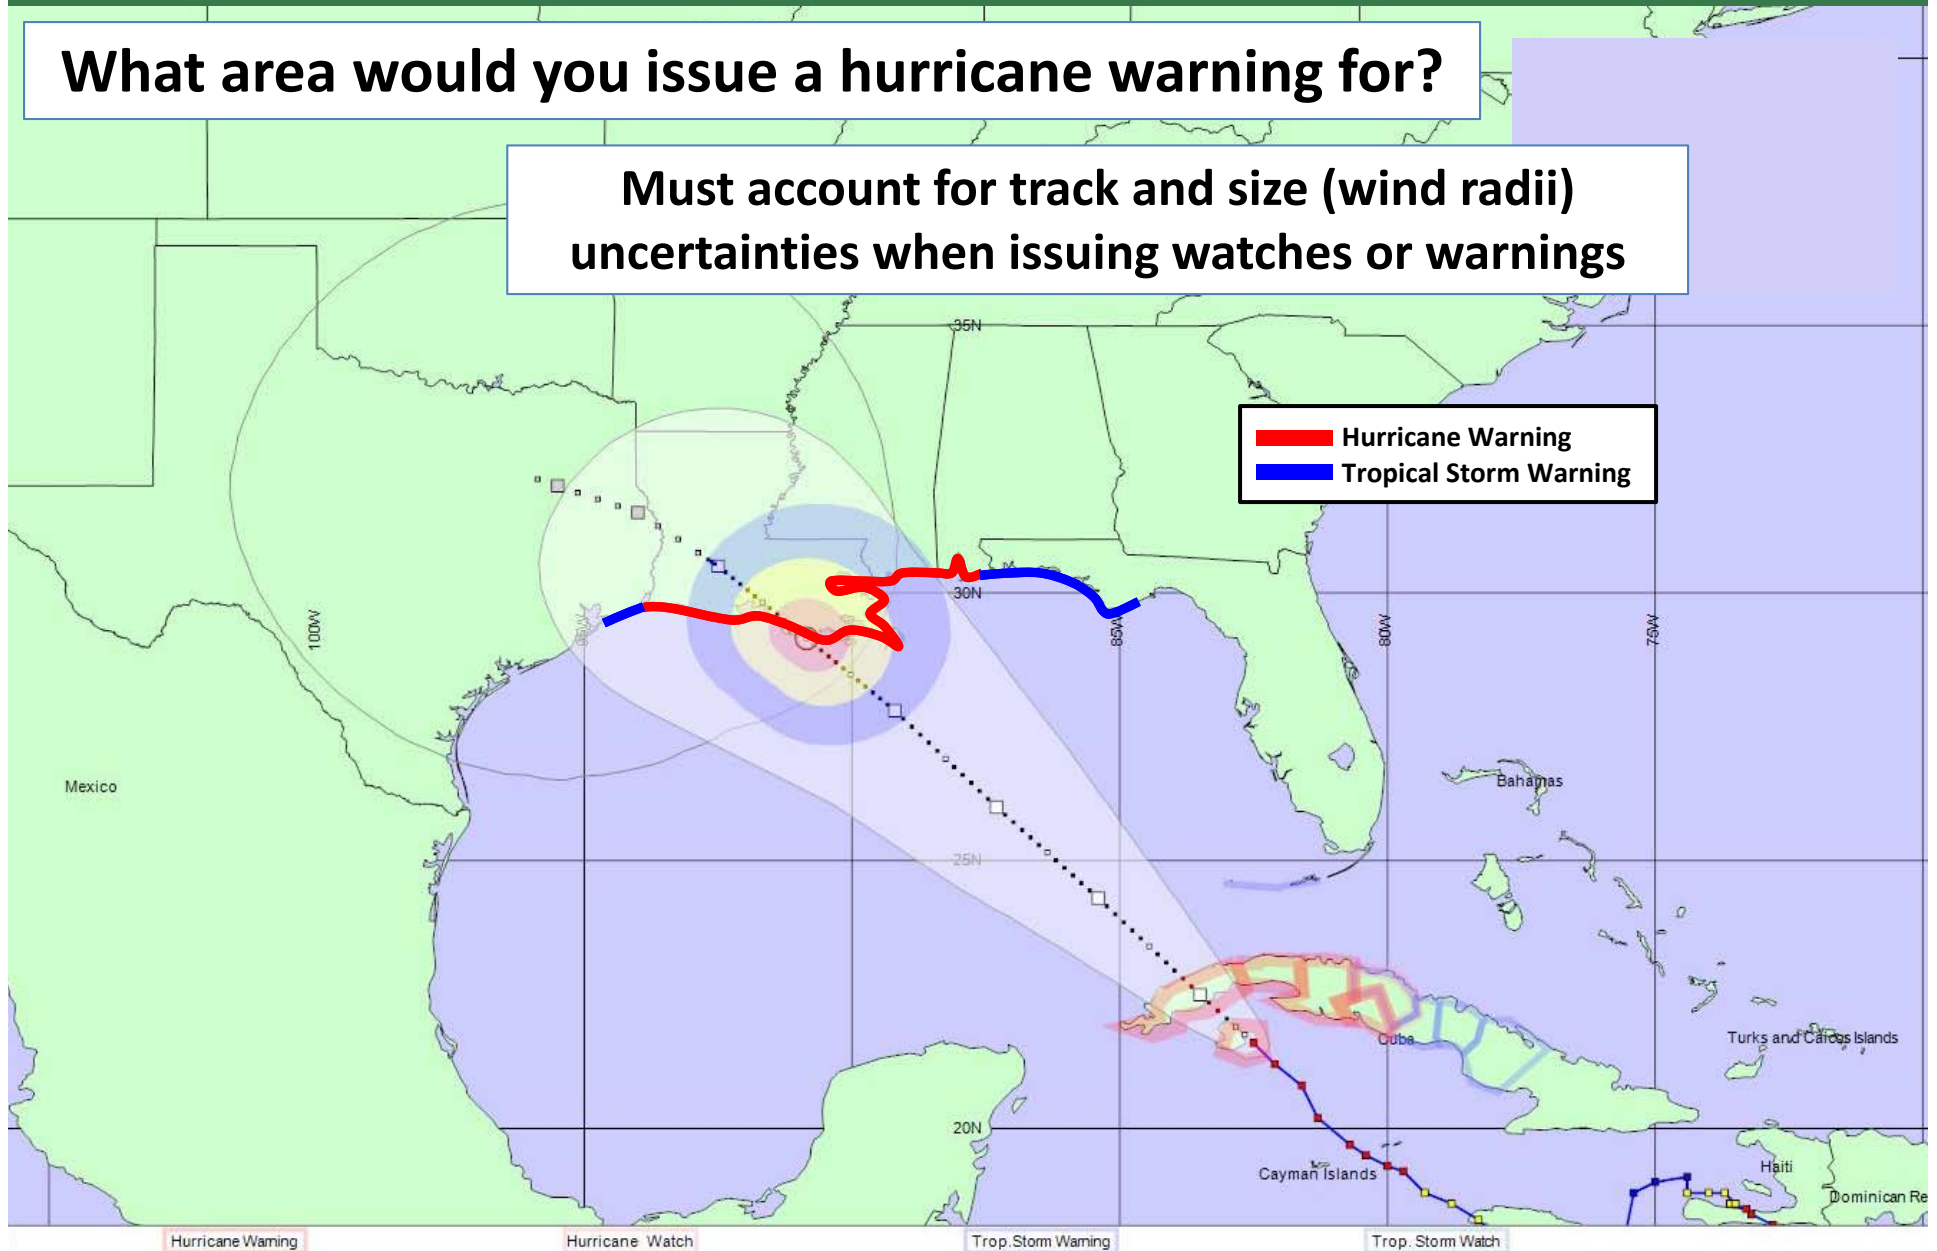 What area would you issue a hurricane warning for?
Must account for track and size (wind radii)
uncertainties when issuing watches or warnings
35N
Hurricane Warning
Tropical Storm Warning
30N
100W
85W
80W
75W
Mexico
Bahamas
25N
Cuba
Turks and Caicos Islands
20N
Cayman Islands
Haiti
Dominican Re
Hurricane Warning
Hurricane Watch
Trop.Storm Warning
Trop. Storm Watch